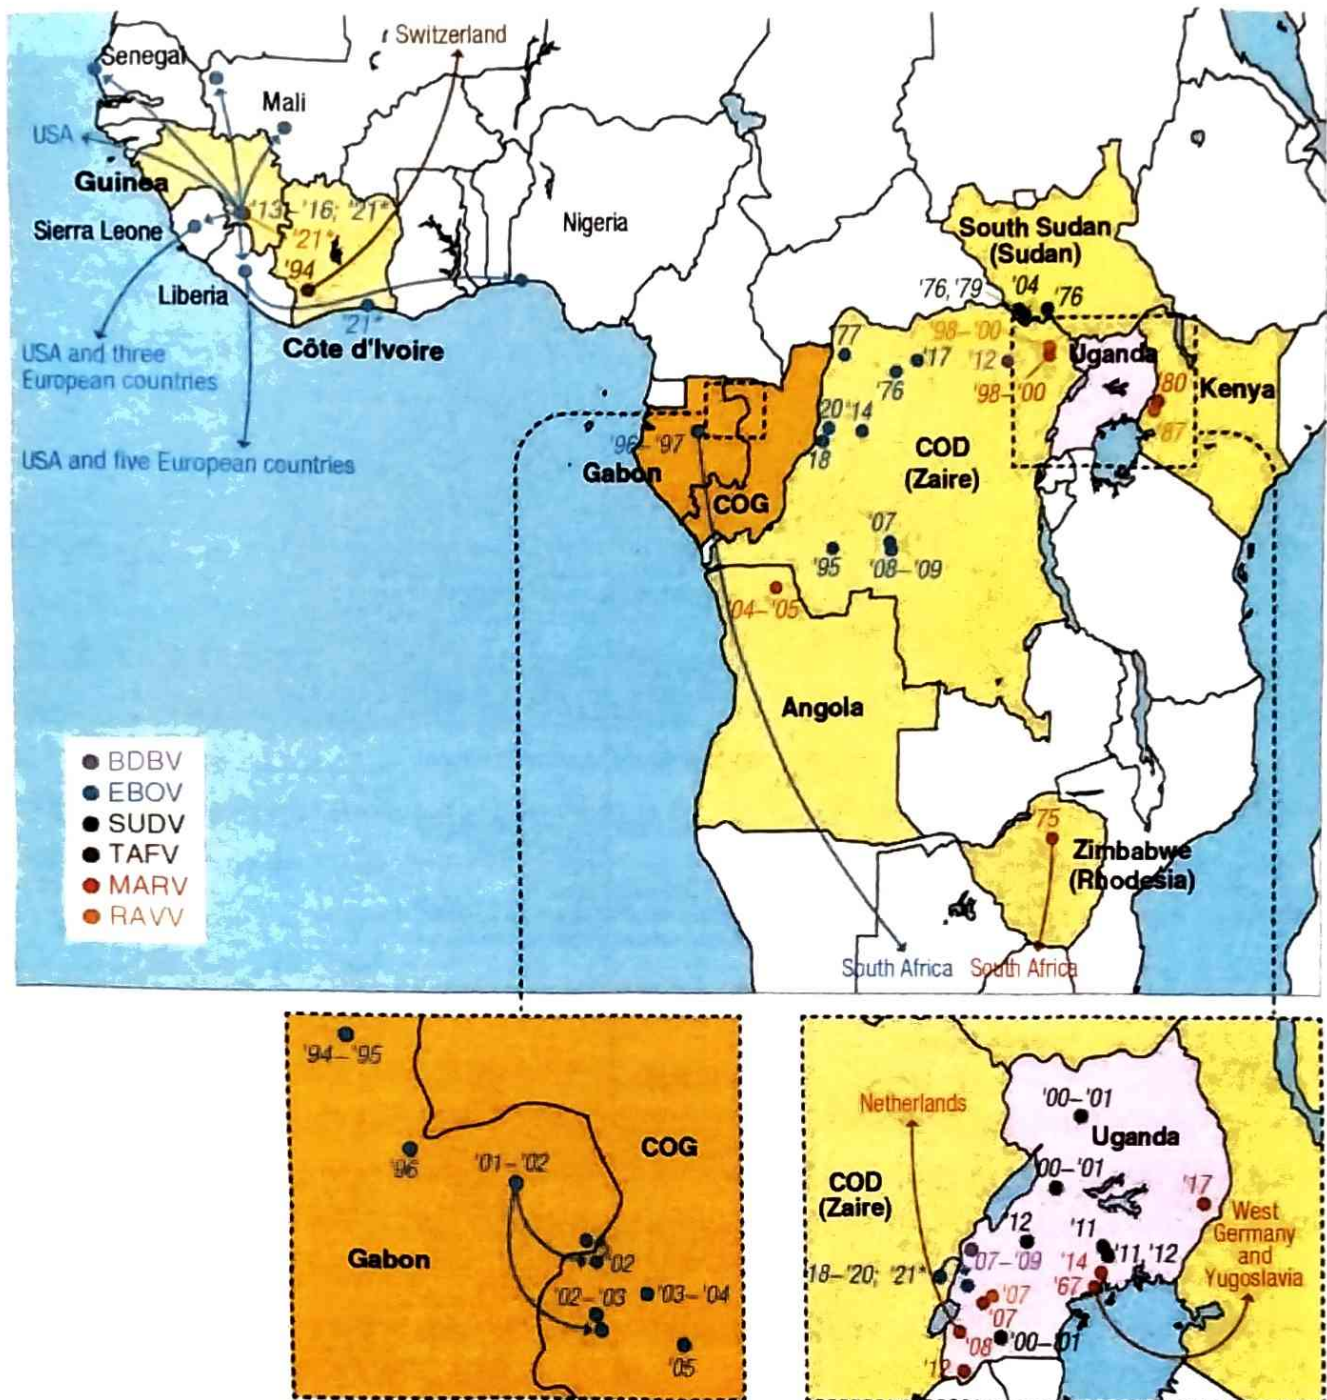 Switzerland
Senegal
Mali
USA
Guinea
'13–'16; '21*
Sierra Leone
'21*
'94
Liberia
Nigeria
'21*
Côte d'Ivoire
USA and three
European countries
USA and five European countries
South Sudan
(Sudan)
'76, '79
'04
'76
'98–'00
'77
'17
'12
Uganda
'76
'98–'00
'80
Kenya
'87
20
'14
18
'96–'97
Gabon
COG
COD
(Zaire)
'07
'95
'08–'09
'04–'05
Angola
'75
Zimbabwe
(Rhodesia)
South Africa
South Africa
BDBV
EBOV
SUDV
TAFV
MARV
RAVV
'94–'95
'96
'01–'02
COG
Gabon
'02
'02–'03
'03–'04
'05
Netherlands
'00–'01
Uganda
COD
(Zaire)
'00–'01
'17
West
Germany
and
Yugoslavia
'12
'11
'11, '12
'07–'09
'14
18–'20; '21*
'67
'07
'07
'08
'00–'01
'12